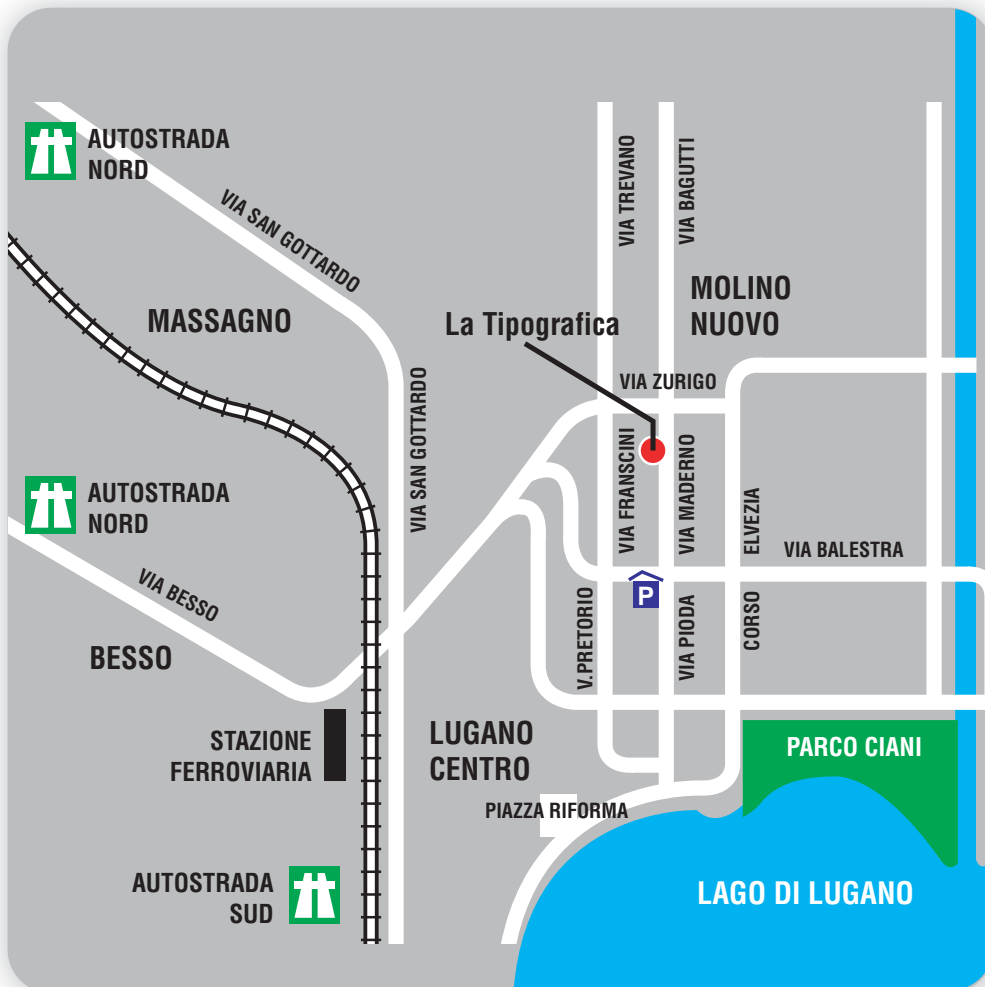 AUTOSTRADA
NORD
VIA SAN GOTTARDO
VIA TREVANO
VIA BAGUTTI
MASSAGNO
La Tipografica
MOLINO
NUOVO
VIA ZURIGO
VIA SAN GOTTARDO
VIA FRANSCINI
VIA MADERNO
AUTOSTRADA
NORD
ELVEZIA
VIA BALESTRA
VIA BESSO
P
BESSO
V.PRETORIO
VIA PIODA
CORSO
STAZIONE
FERROVIARIA
LUGANO
CENTRO
PARCO CIANI
PIAZZA RIFORMA
AUTOSTRADA
SUD
LAGO DI LUGANO